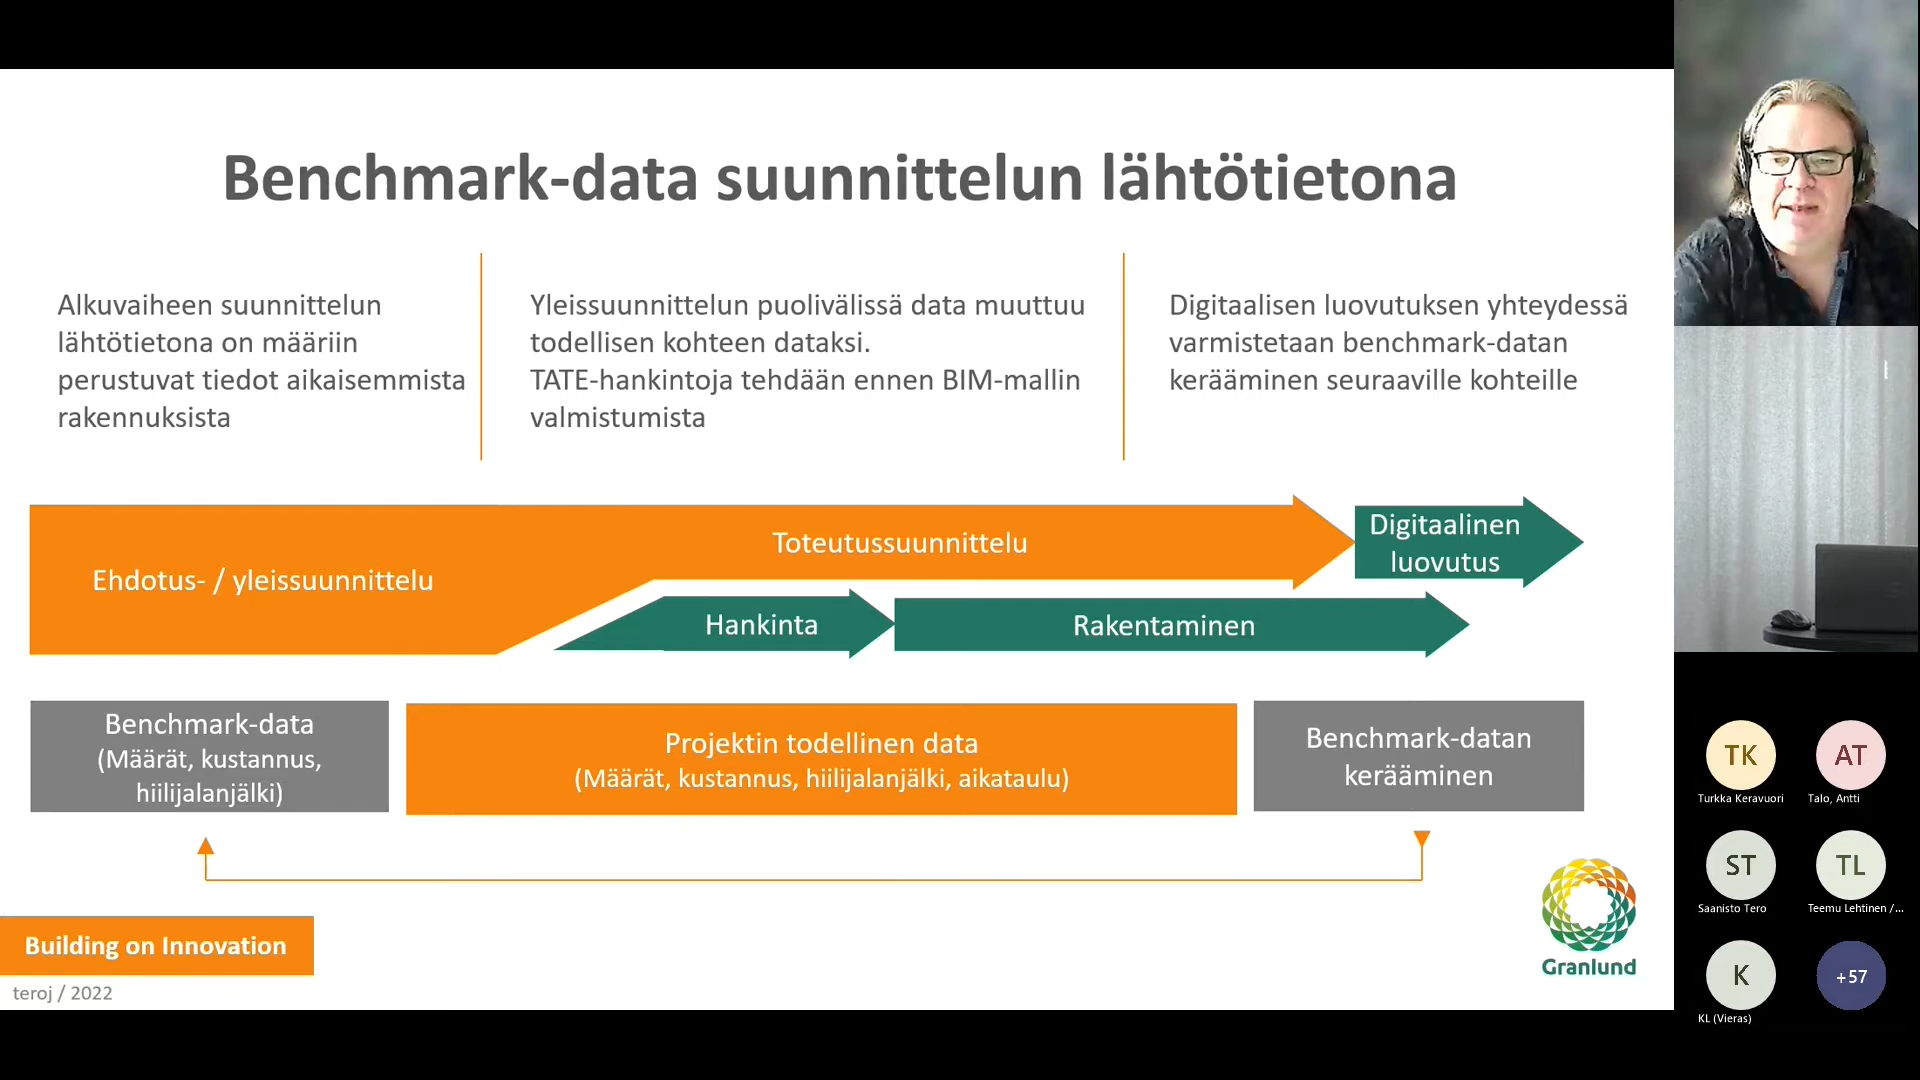 Benchmark-data suunnittelun lähtötietona
Alkuvaiheen suunnittelun
lähtötietona on määriin
perustuvat tiedot aikaisemmista
rakennuksista
Yleissuunnittelun puolivälissä data muuttuu
todellisen kohteen dataksi.
TATE-hankintoja tehdään ennen BIM-mallin
valmistumista
Digitaalisen luovutuksen yhteydessä
varmistetaan benchmark-datan
kerääminen seuraaville kohteille
Ehdotus- / yleissuunnittelu
Toteutussuunnittelu
Digitaalinen
luovutus
Hankinta
Rakentaminen
Benchmark-data
(Määrät, kustannus,
hiilijalanjälki)
Projektin todellinen data
(Määrät, kustannus, hiilijalanjälki, aikataulu)
Benchmark-datan
kerääminen
Building on Innovation
teroj / 2022
Granlund
TK
Turkka Keravuori
AT
Talo, Antti
ST
Saanisto Tero
TL
Teemu Lehtinen /...
K
KL (Vieras)
+57